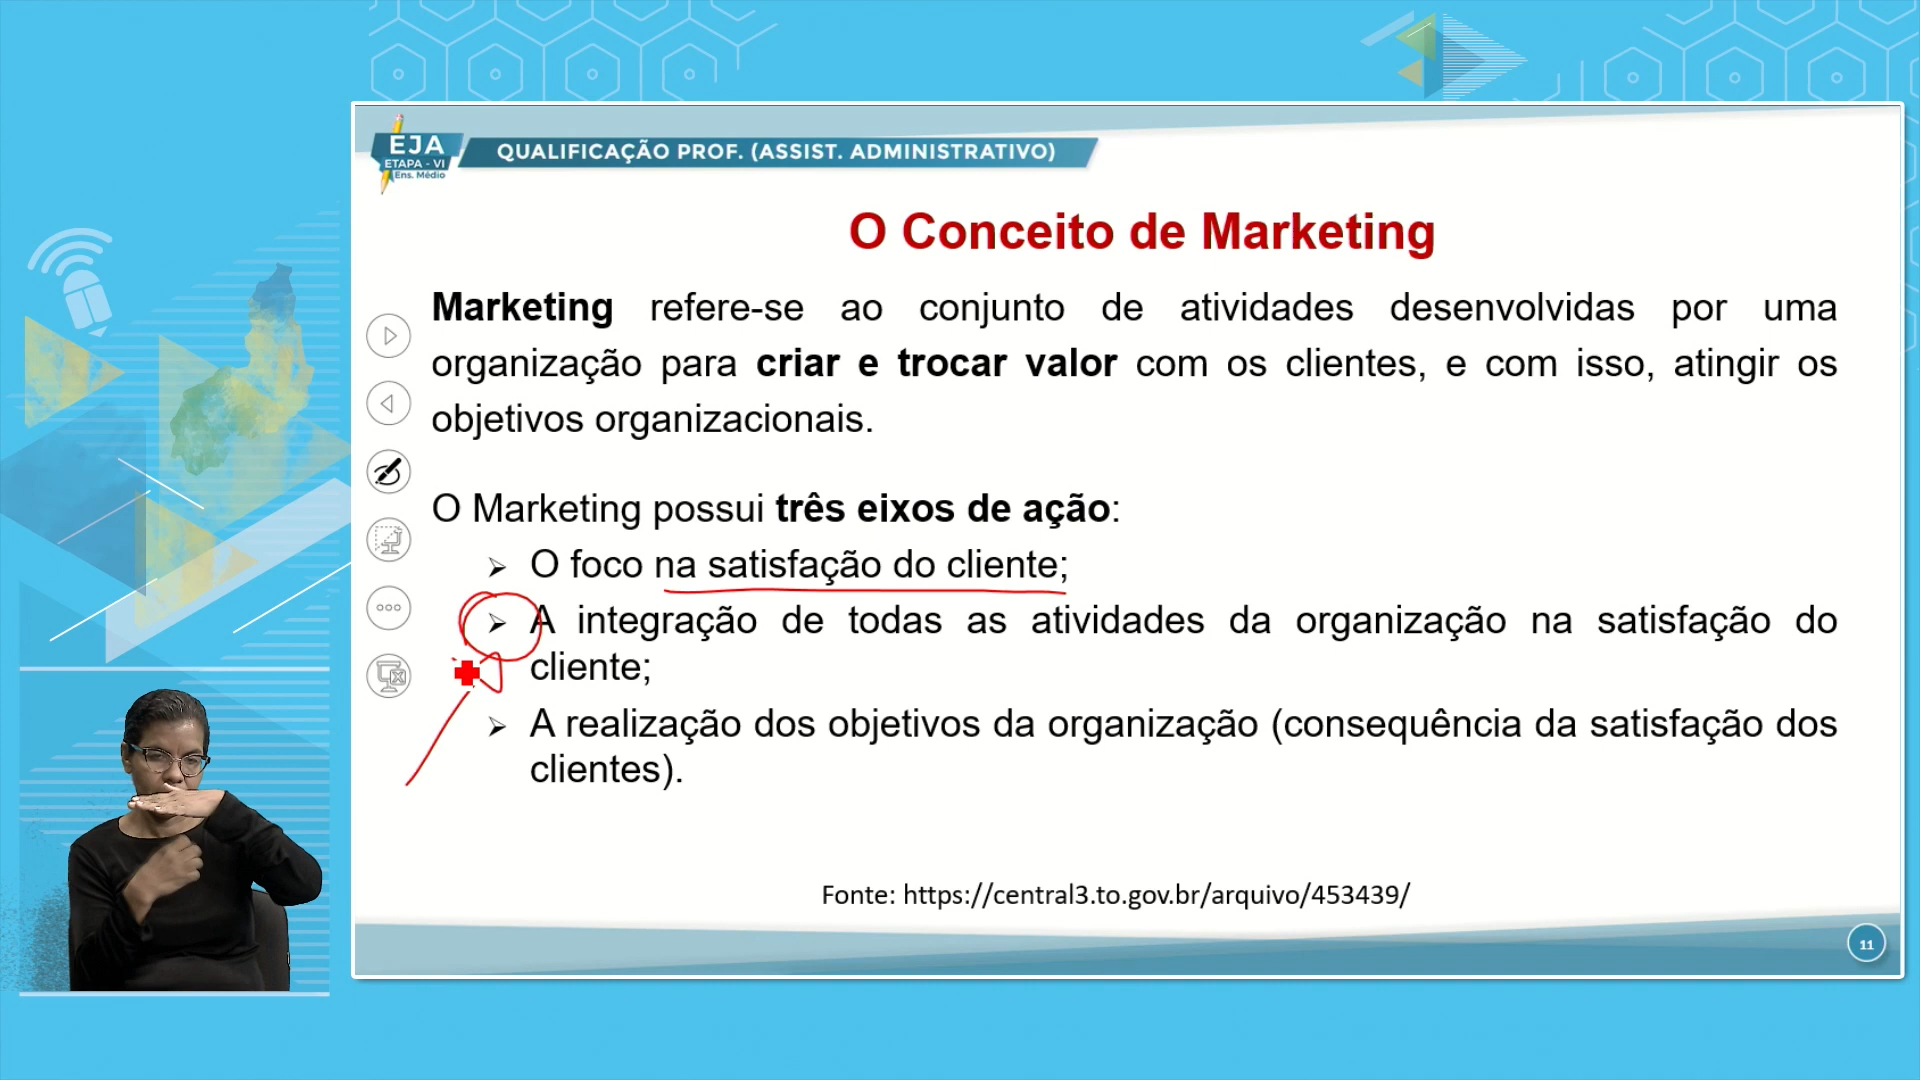 EJA
ETAPA - VI
Ens. Médio
QUALIFICAÇÃO PROF. (ASSIST. ADMINISTRATIVO)
O Conceito de Marketing
Marketing refere-se ao conjunto de atividades desenvolvidas por uma
organização para criar e trocar valor com os clientes, e com isso, atingir os
objetivos organizacionais.
O Marketing possui três eixos de ação:
➢ O foco na satisfação do cliente;
➢ A integração de todas as atividades da organização na satisfação do
cliente;
➢ A realização dos objetivos da organização (consequência da satisfação dos
clientes).
Fonte: https://central3.to.gov.br/arquivo/453439/
11